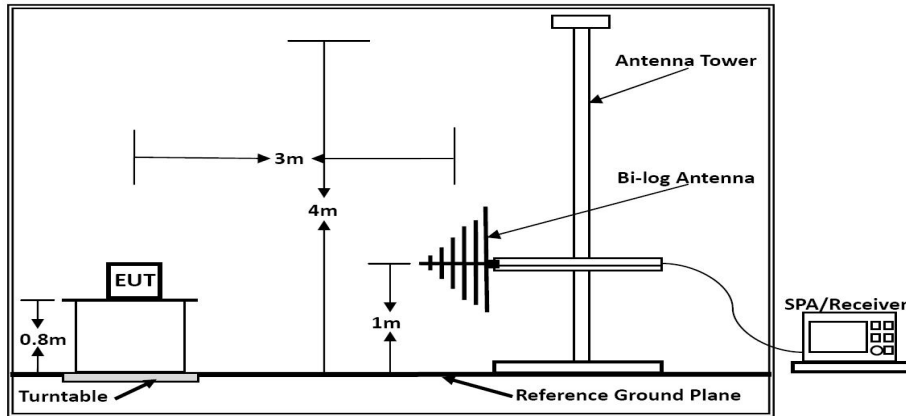 Antenna Tower
3m
Bi-log Antenna
4m
EUT
1m
SPA/Receiver
0.8m
Turntable
Reference Ground Plane